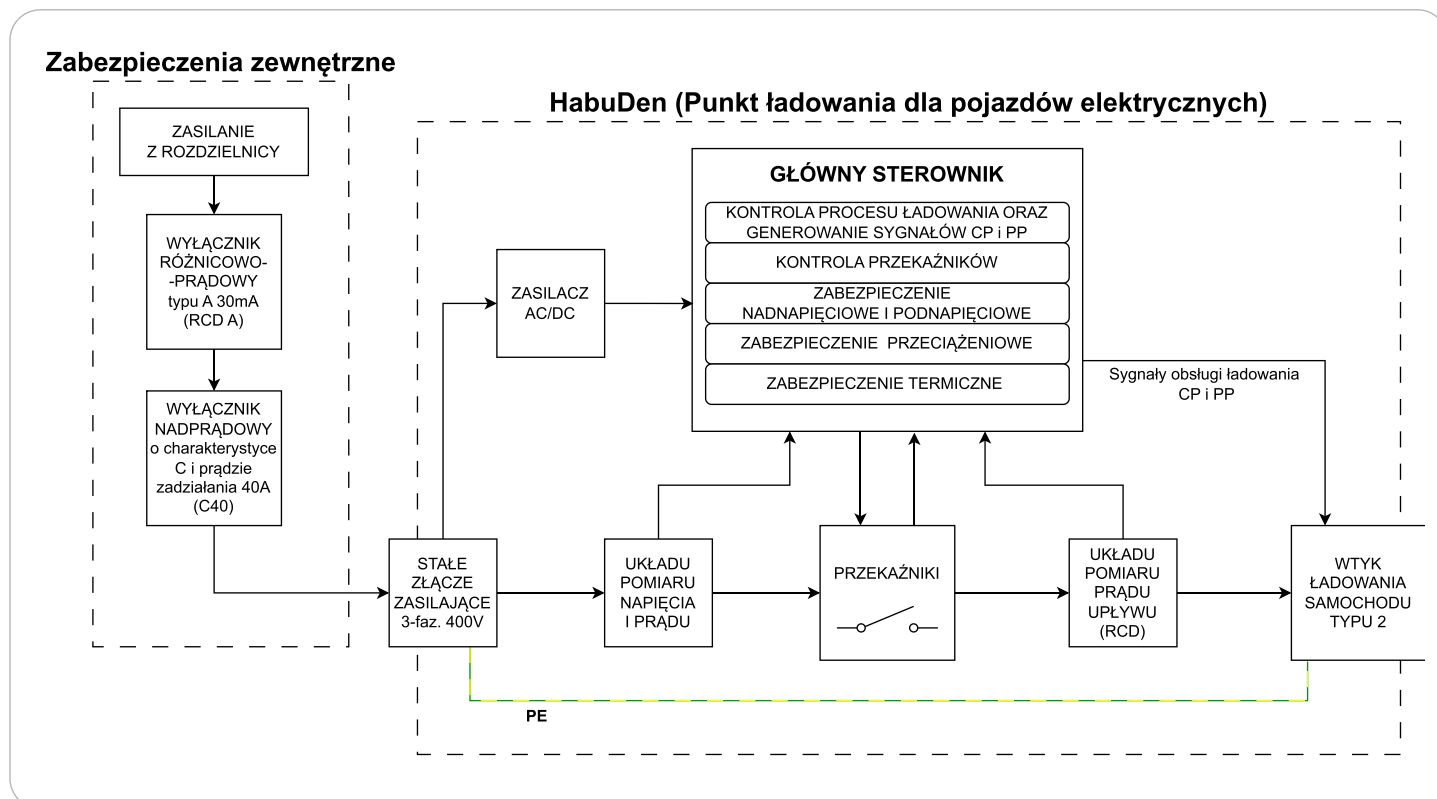 Zabezpieczenia zewnętrzne
ZASILANIE
Z ROZDZIELNICY
WYŁĄCZNIK
RÓŻNICOWO-
-PRĄDOWY
typu A 30mA
(RCD A)
WYŁĄCZNIK
NADPRĄDOWY
o charakterystyce
C i prądzie
zadziałania 40A
(C40)
HabuDen (Punkt ładowania dla pojazdów elektrycznych)
GŁÓWNY STEROWNIK
KONTROLA PROCESU ŁADOWANIA ORAZ
GENEROWANIE SYGNAŁÓW CP i PP
KONTROLA PRZEKAŹNIKÓW
ZABEZPIECZENIE
NADNAPIĘCIOWE I PODNAPIĘCIOWE
ZABEZPIECZENIE PRZECIĄŻENIOWE
ZABEZPIECZENIE TERMICZNE
ZASILACZ
AC/DC
Sygnały obsługi ładowania
CP i PP
STAŁE
ZŁĄCZE
ZASILAJĄCE
3-faz. 400V
UKŁADU
POMIARU
NAPIĘCIA
I PRĄDU
PRZEKAŹNIKI
UKŁADU
POMIARU
PRĄDU
UPŁYWU
(RCD)
WTYK
ŁADOWANIA
SAMOCHODU
TYPU 2
PE